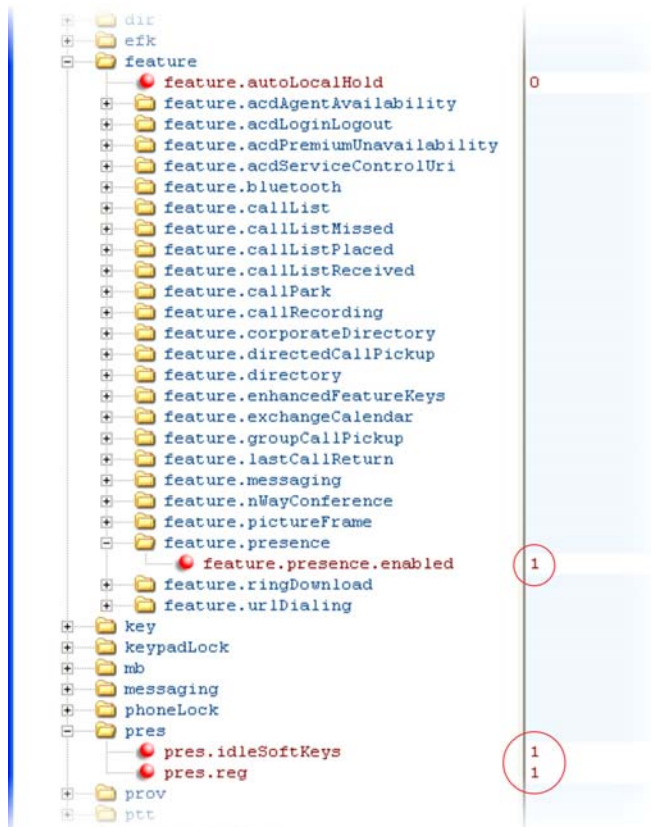 dir
efk
feature
feature.autoLocalHold 0
feature.acdAgentAvailability
feature.acdLoginLogout
feature.acdPremiumUnavailability
feature.acdServiceControlUri
feature.bluetooth
feature.callList
feature.callListMissed
feature.callListPlaced
feature.callListReceived
feature.callPark
feature.callRecording
feature.corporateDirectory
feature.directedCallPickup
feature.directory
feature.enhancedFeatureKeys
feature.exchangeCalendar
feature.groupCallPickup
feature.lastCallReturn
feature.messaging
feature.nWayConference
feature.pictureFrame
feature.presence
feature.presence.enabled 1
feature.ringDownload
feature.urlDialing
key
keypadLock
mb
messaging
phoneLock
pres
pres.idleSoftKeys 1
pres.reg 1
prov
ptt